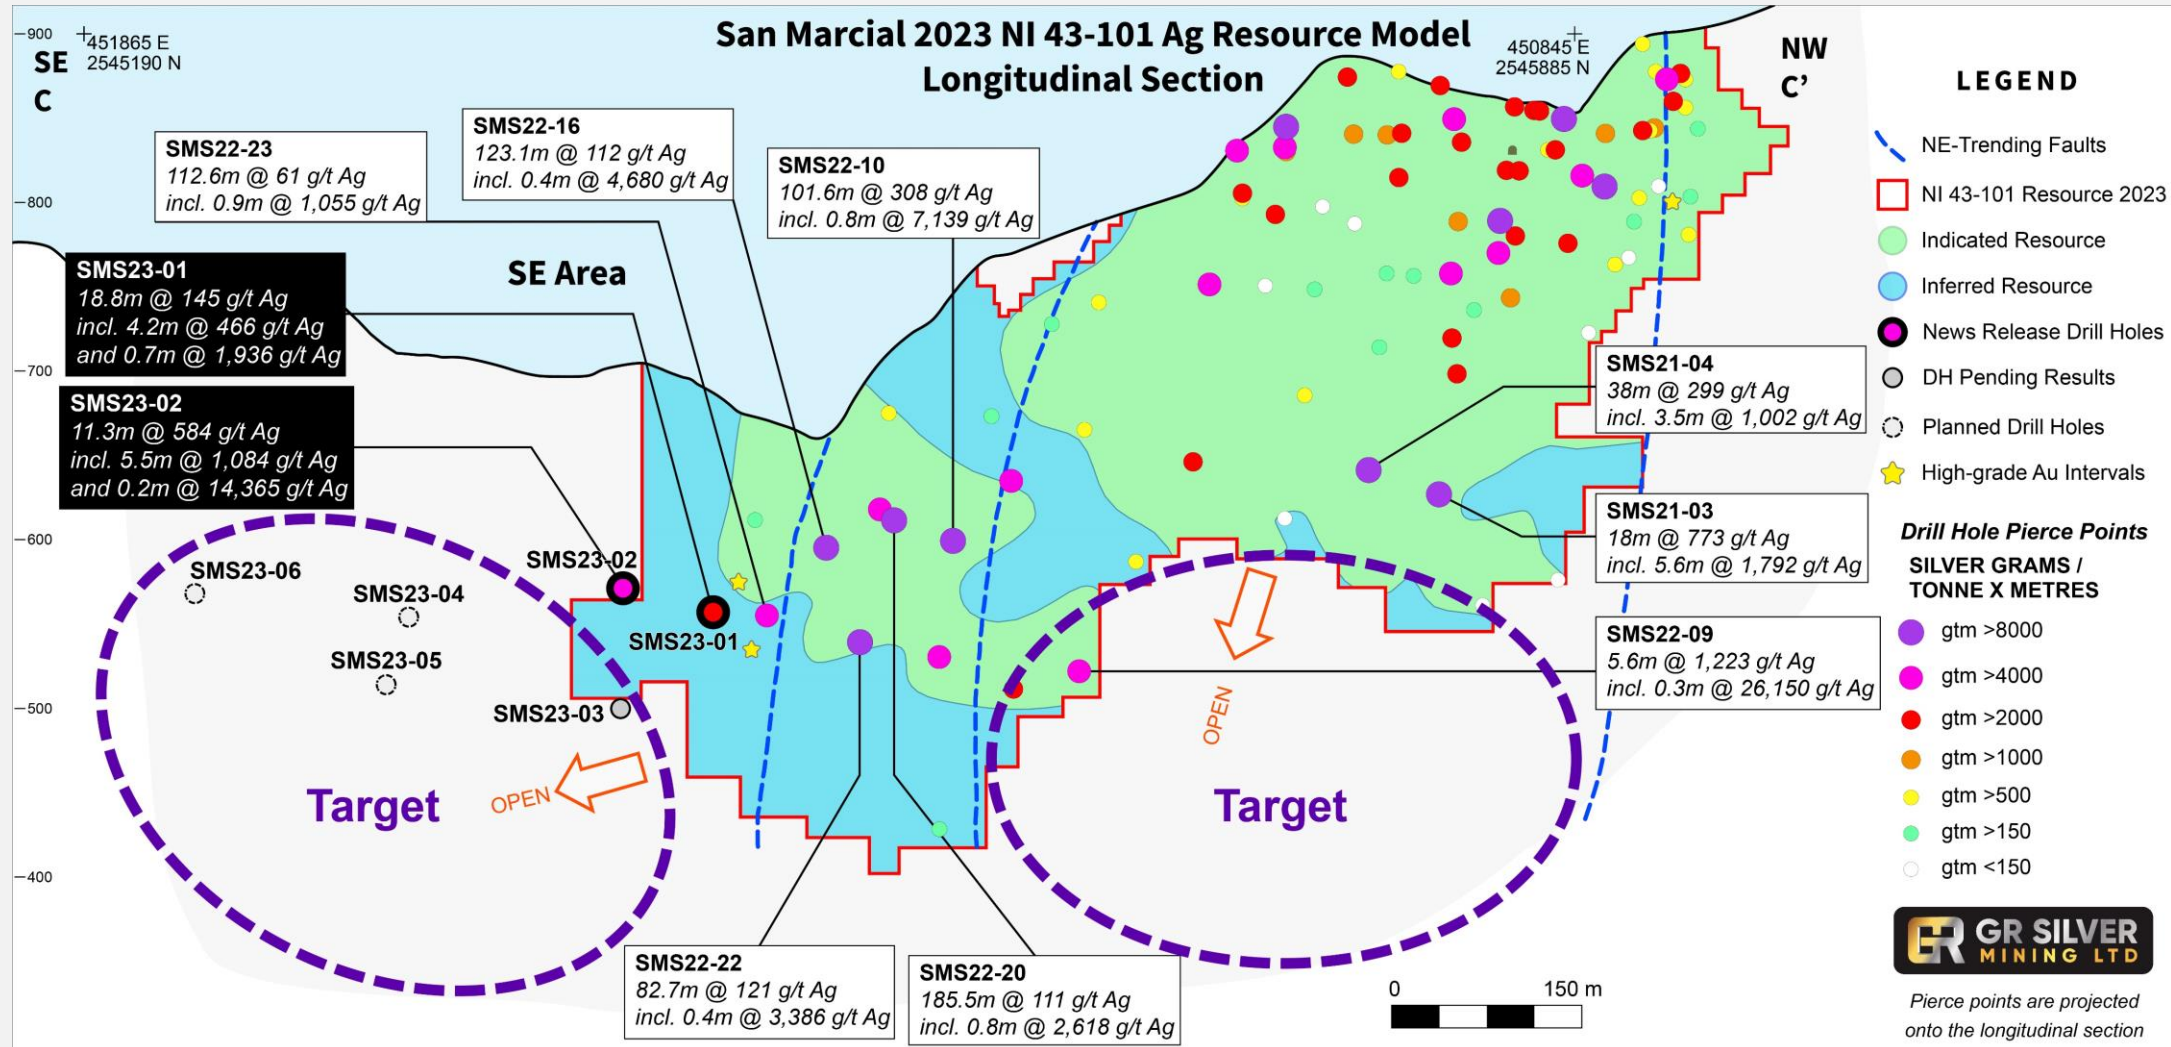 San Marcial 2023 NI 43-101 Ag Resource Model
Longitudinal Section
900
800
700
600
500
400
451865 E
2545190 N
SE
C
450845 E
2545885 N
NW
C’
SE Area
SMS22-23
112.6m @ 61 g/t Ag
incl. 0.9m @ 1,055 g/t Ag
SMS22-16
123.1m @ 112 g/t Ag
incl. 0.4m @ 4,680 g/t Ag
SMS22-10
101.6m @ 308 g/t Ag
incl. 0.8m @ 7,139 g/t Ag
SMS23-01
18.8m @ 145 g/t Ag
incl. 4.2m @ 466 g/t Ag
and 0.7m @ 1,936 g/t Ag
SMS23-02
11.3m @ 584 g/t Ag
incl. 5.5m @ 1,084 g/t Ag
and 0.2m @ 14,365 g/t Ag
SMS21-04
38m @ 299 g/t Ag
incl. 3.5m @ 1,002 g/t Ag
SMS21-03
18m @ 773 g/t Ag
incl. 5.6m @ 1,792 g/t Ag
SMS22-09
5.6m @ 1,223 g/t Ag
incl. 0.3m @ 26,150 g/t Ag
SMS23-06
SMS23-04
SMS23-05
SMS23-02
SMS23-01
SMS23-03
OPEN
Target
OPEN
Target
SMS22-22
82.7m @ 121 g/t Ag
incl. 0.4m @ 3,386 g/t Ag
SMS22-20
185.5m @ 111 g/t Ag
incl. 0.8m @ 2,618 g/t Ag
0 150 m
LEGEND
NE-Trending Faults
NI 43-101 Resource 2023
Indicated Resource
Inferred Resource
News Release Drill Holes
DH Pending Results
Planned Drill Holes
High-grade Au Intervals
Drill Hole Pierce Points
SILVER GRAMS /
TONNE X METRES
gtm >8000
gtm >4000
gtm >2000
gtm >1000
gtm >500
gtm >150
gtm <150
GR SILVER
MINING LTD
Pierce points are projected
onto the longitudinal section